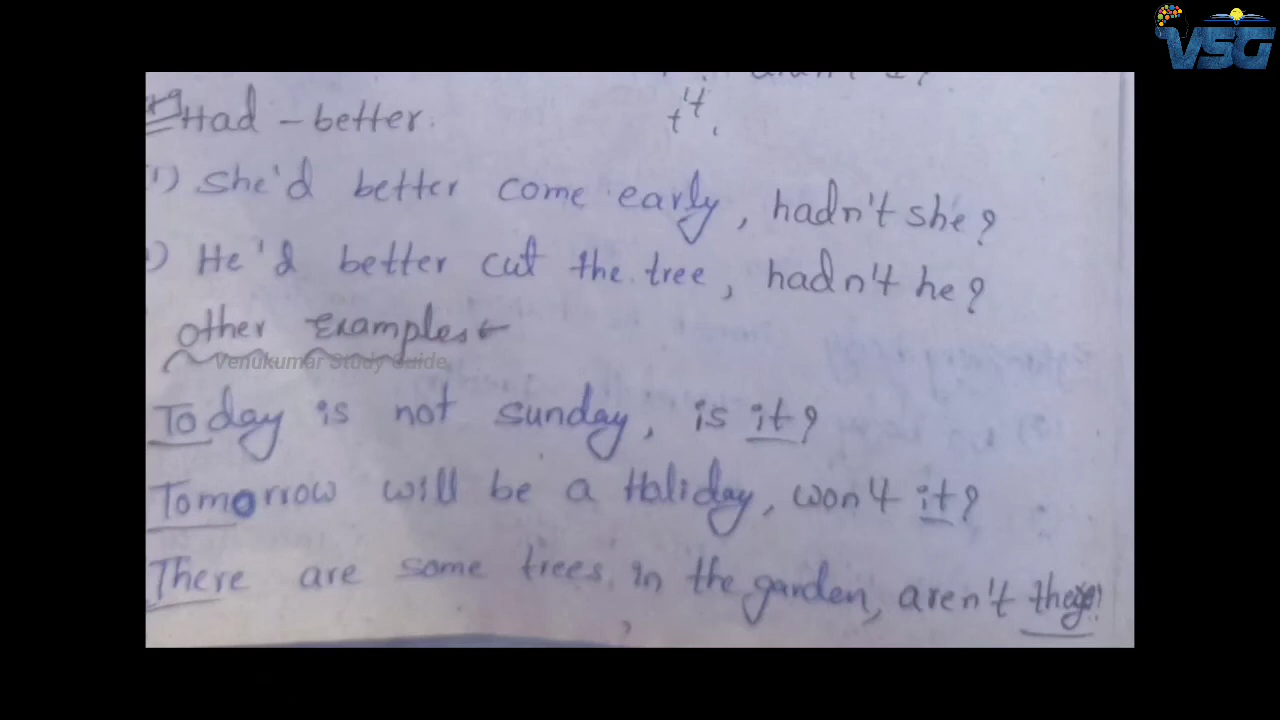 VSG
Had - better.
1) She'd better come early, hadn't she?
) He'd better cut the tree, hadn't he?
Other Examples
Venukumar Study Guide
Today is not sunday, is it?
Tomorrow will be a Holiday, won't it?
There are some trees in the garden, aren't there?